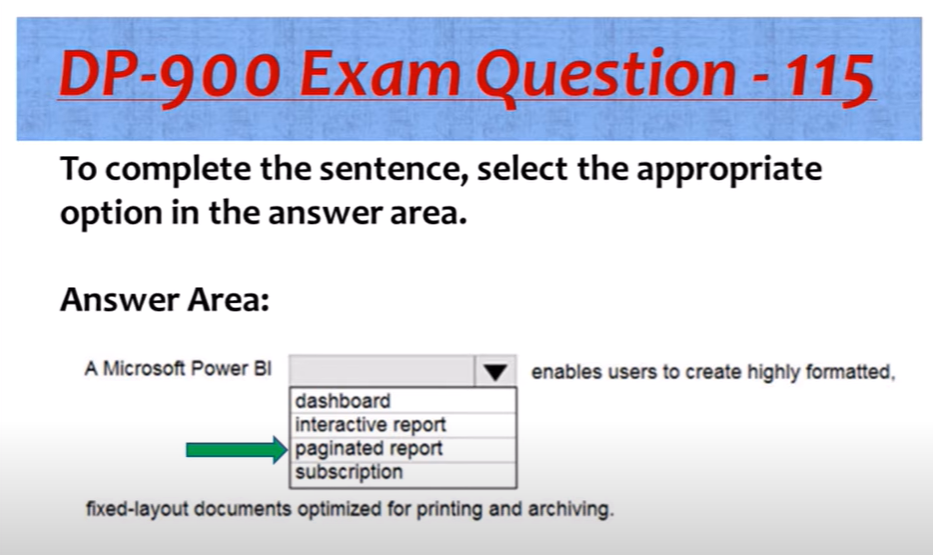 DP-900 Exam Question - 115
To complete the sentence, select the appropriate
option in the answer area.
Answer Area:
A Microsoft Power BI
enables users to create highly formatted,
dashboard
interactive report
paginated report
subscription
fixed-layout documents optimized for printing and archiving.